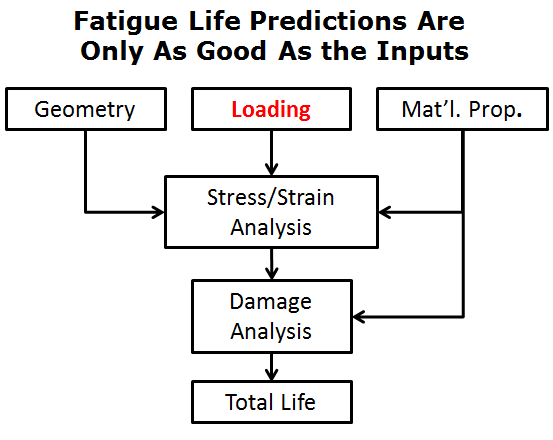 Fatigue Life Predictions Are
Only As Good As the Inputs
Geometry
Loading
Mat'l. Prop.
Stress/Strain
Analysis
Damage
Analysis
Total Life